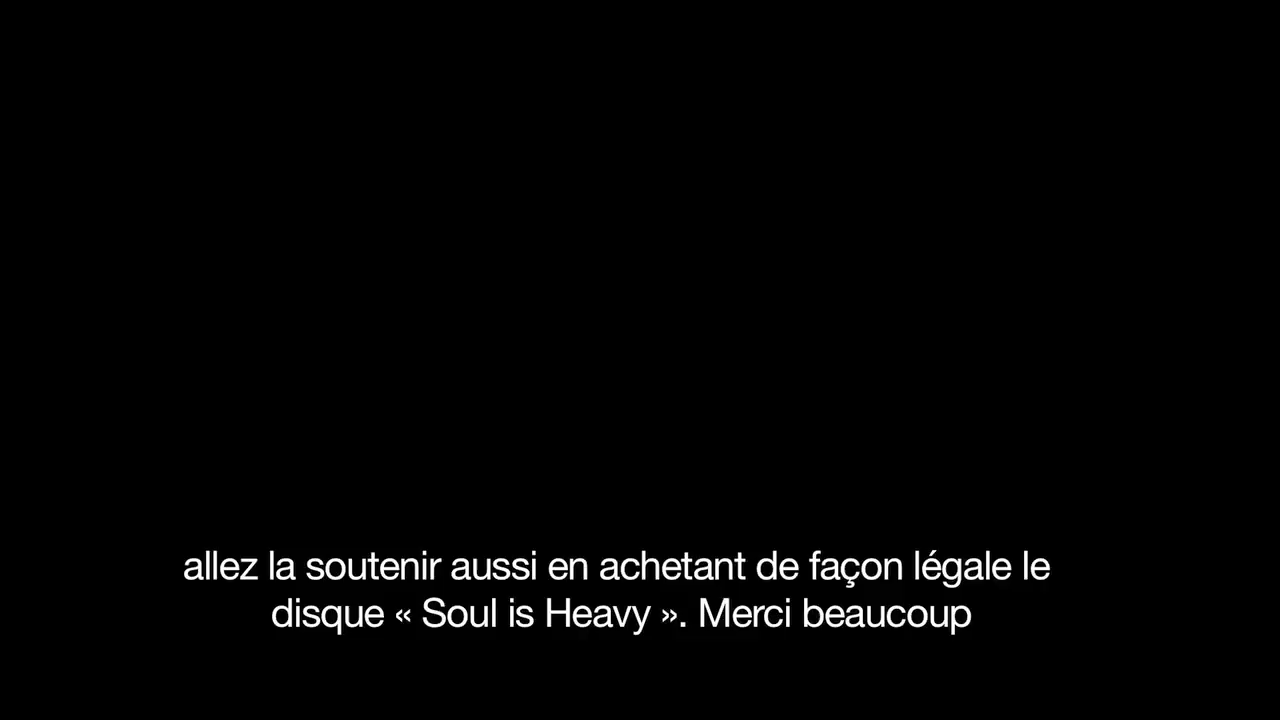 allez la soutenir aussi en achetant de façon légale le
disque « Soul is Heavy ». Merci beaucoup